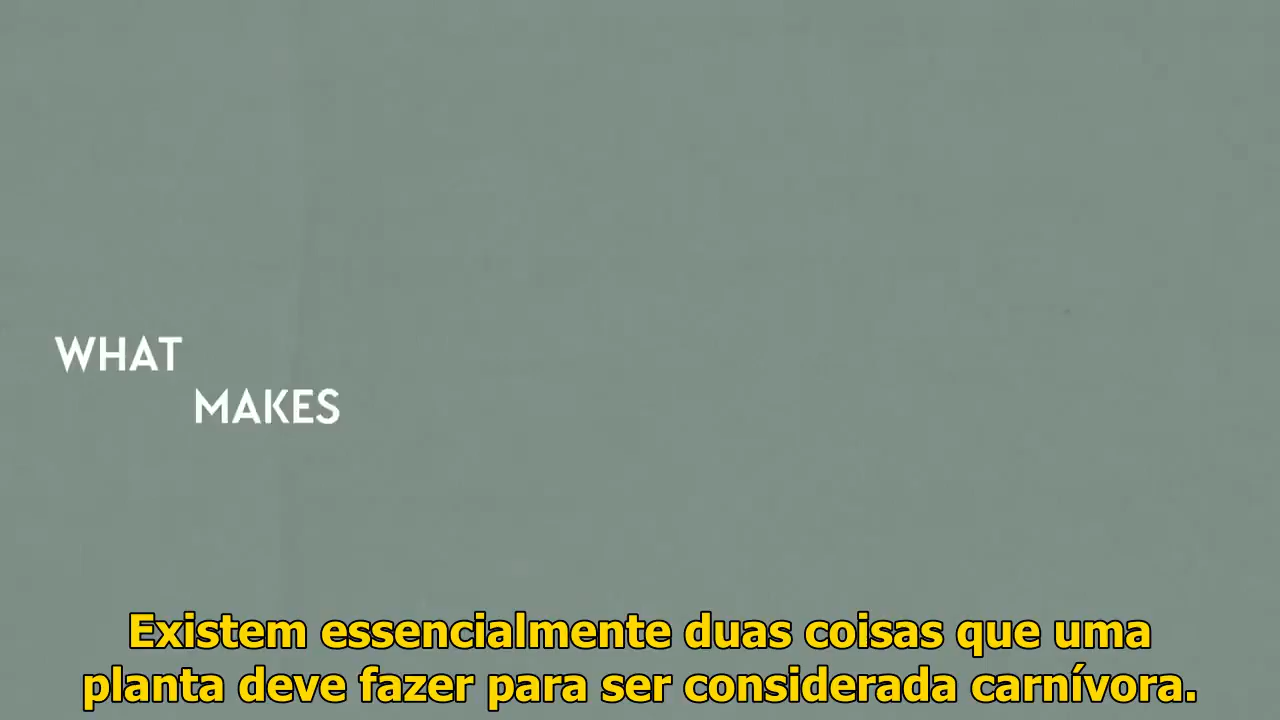 WHAT
MAKES
Existem essencialmente duas coisas que uma
planta deve fazer para ser considerada carnívora.